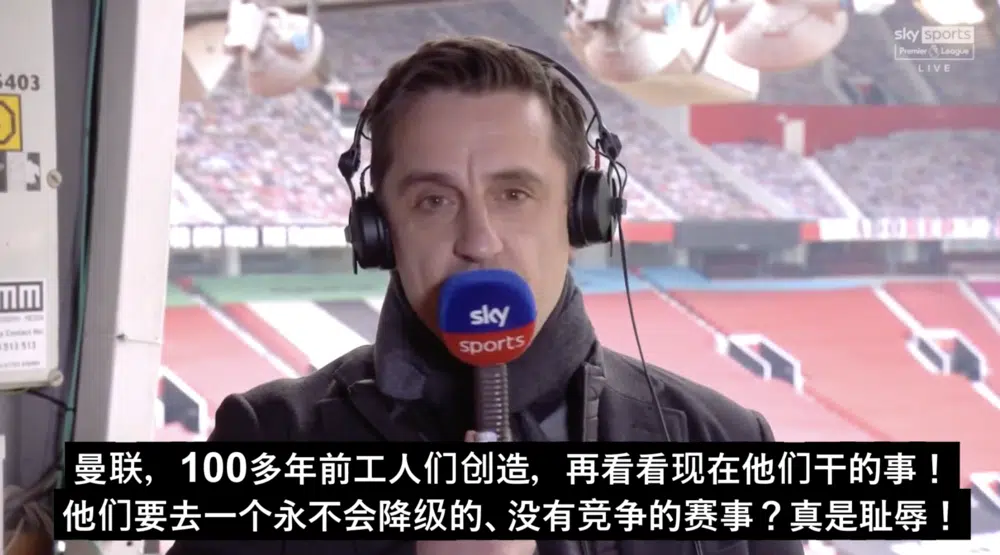 sky sports
Premier League
LIVE
5403
sky
sports
曼联，100多年前工人们创造，再看看现在他们干的事！
他们要去一个永不会降级的、没有竞争的赛事？真是耻辱！